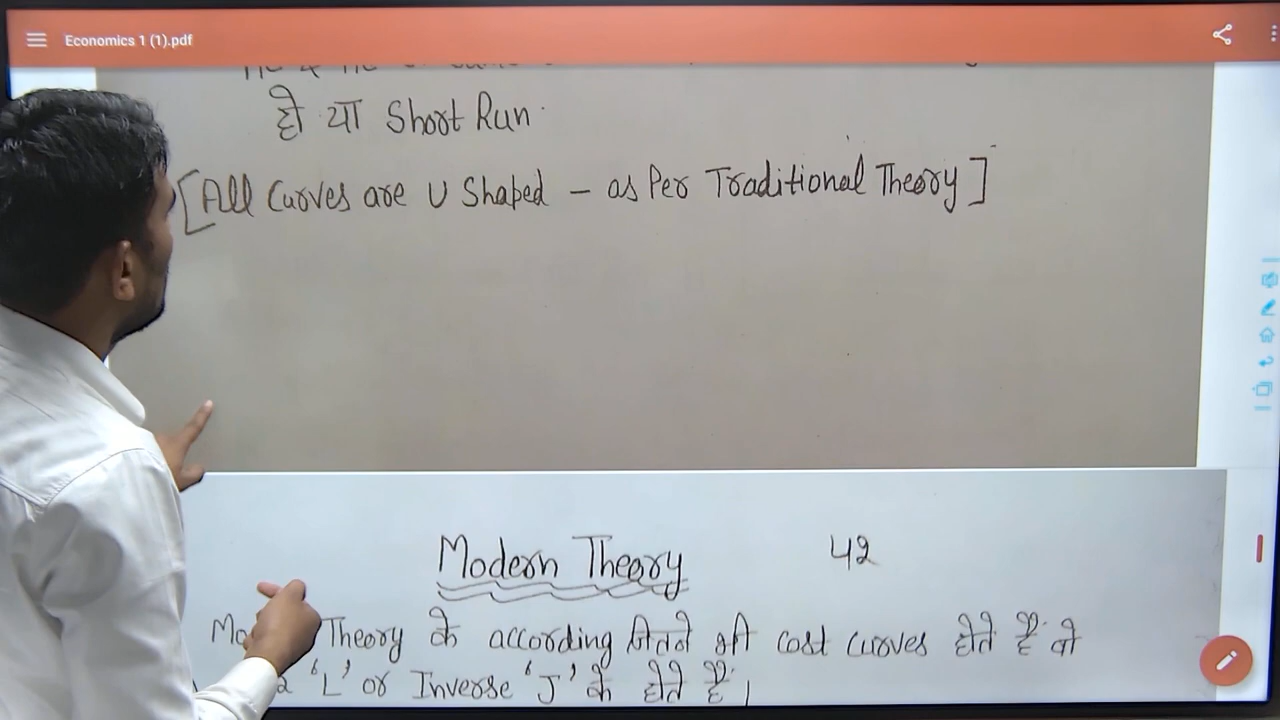 Economics 1 (1).pdf
हो या Short Run.
[All Curves are U Shaped - as Per Traditional Theory]
Modern Theory 42
Theory के according जितने भी cost curves होते हैं वो
'L' or Inverse 'J' के होते हैं।